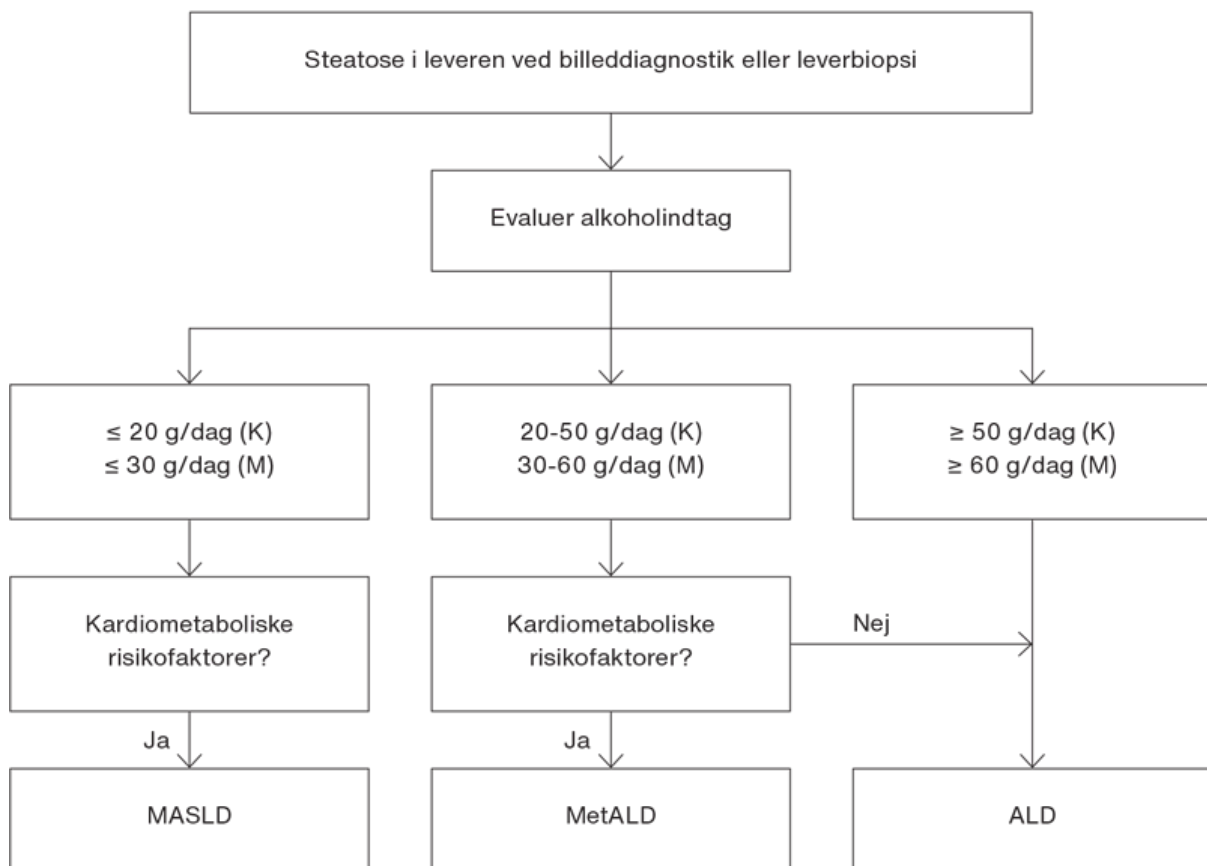 Steatose i leveren ved billeddiagnostik eller leverbiopsi
Evaluer alkoholindtag
≤ 20 g/dag (K)
≤ 30 g/dag (M)
20-50 g/dag (K)
30-60 g/dag (M)
≥ 50 g/dag (K)
≥ 60 g/dag (M)
Kardiometaboliske
risikofaktorer?
Kardiometaboliske
risikofaktorer?
Nej
Ja
Ja
MASLD
MetALD
ALD